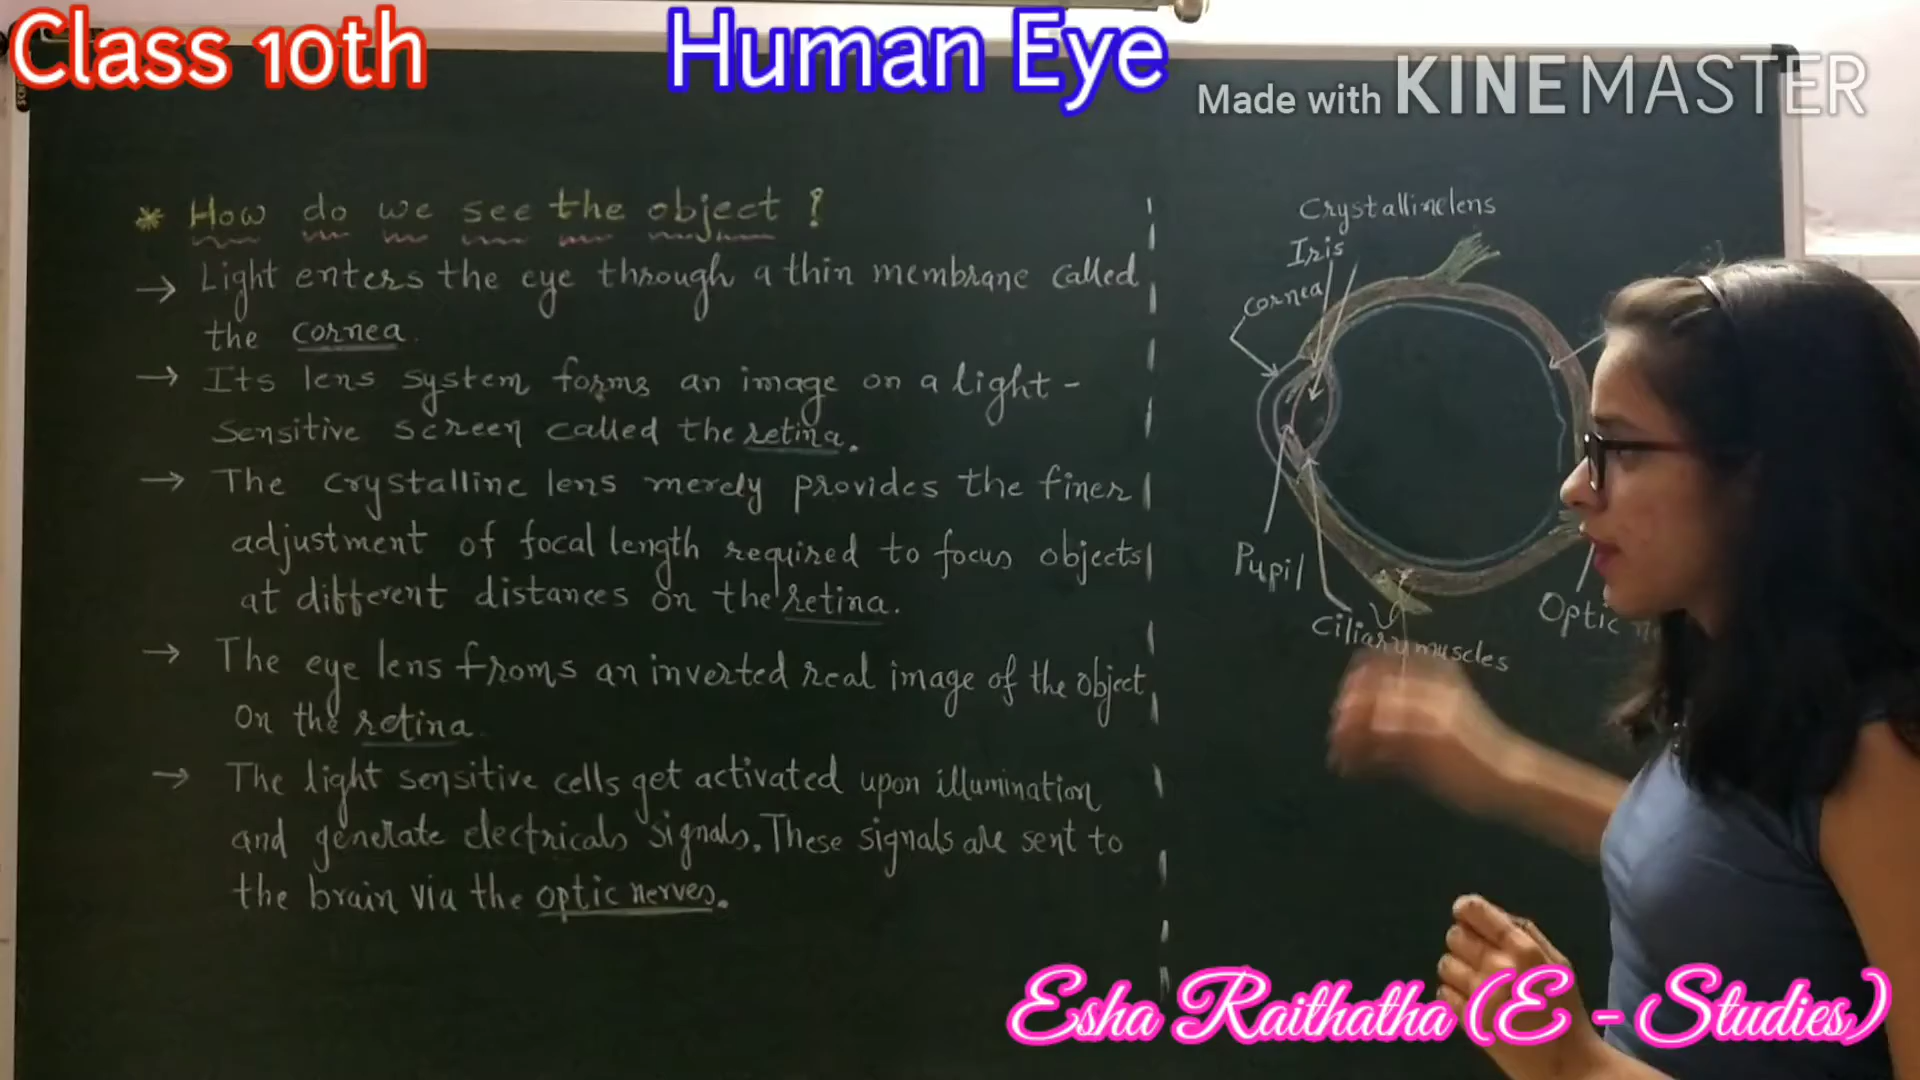 Class 10th
Human Eye
Made with KINEMASTER
* How do we see the object ?
→ Light enters the eye through a thin membrane called
the cornea.
→ Its lens system forms an image on a light-
sensitive screen called the retina.
→ The crystalline lens merely provides the finer
adjustment of focal length required to focus objects
at different distances on the retina.
→ The eye lens froms an inverted real image of the object
on the retina.
→ The light sensitive cells get activated upon illumination
and generate electricals signals. These signals are sent to
the brain via the optic nerves.
Crystalline lens
Iris
Cornea
Pupil
Ciliary muscles
Optic
Esha Raithatha (E - Studies)